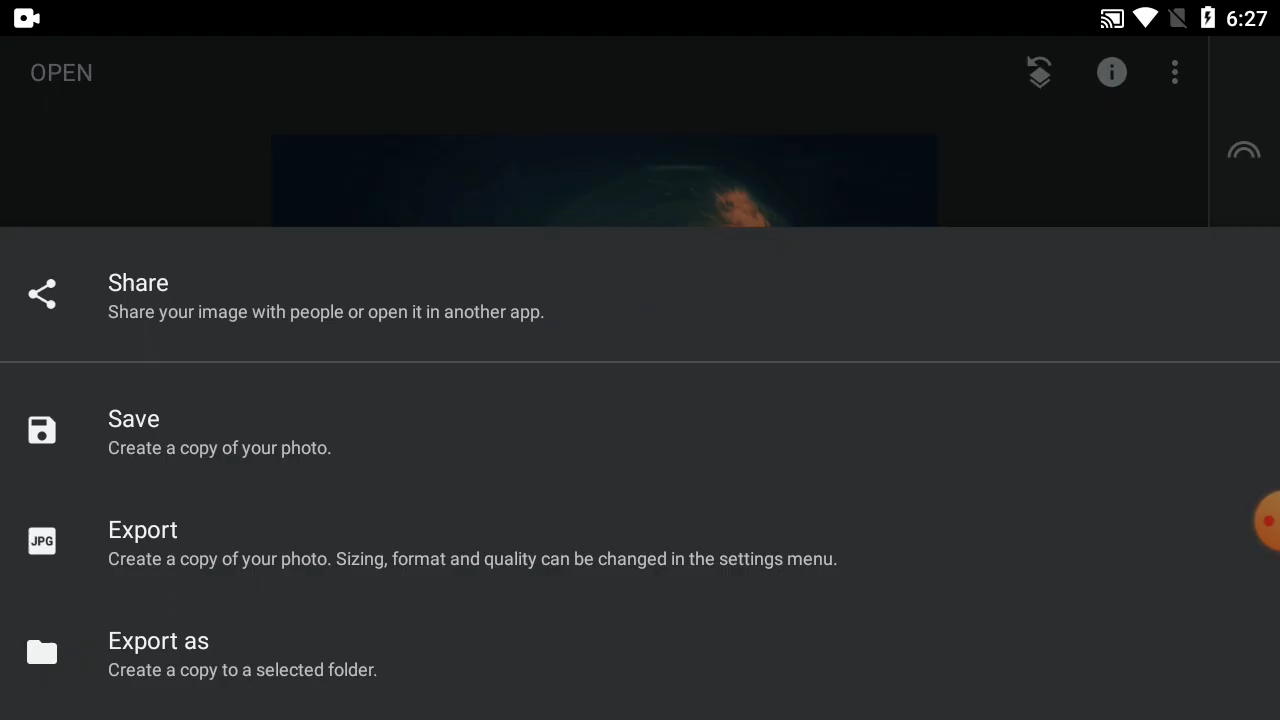 6:27
OPEN
Share
Share your image with people or open it in another app.
Save
Create a copy of your photo.
JPG
Export
Create a copy of your photo. Sizing, format and quality can be changed in the settings menu.
Export as
Create a copy to a selected folder.